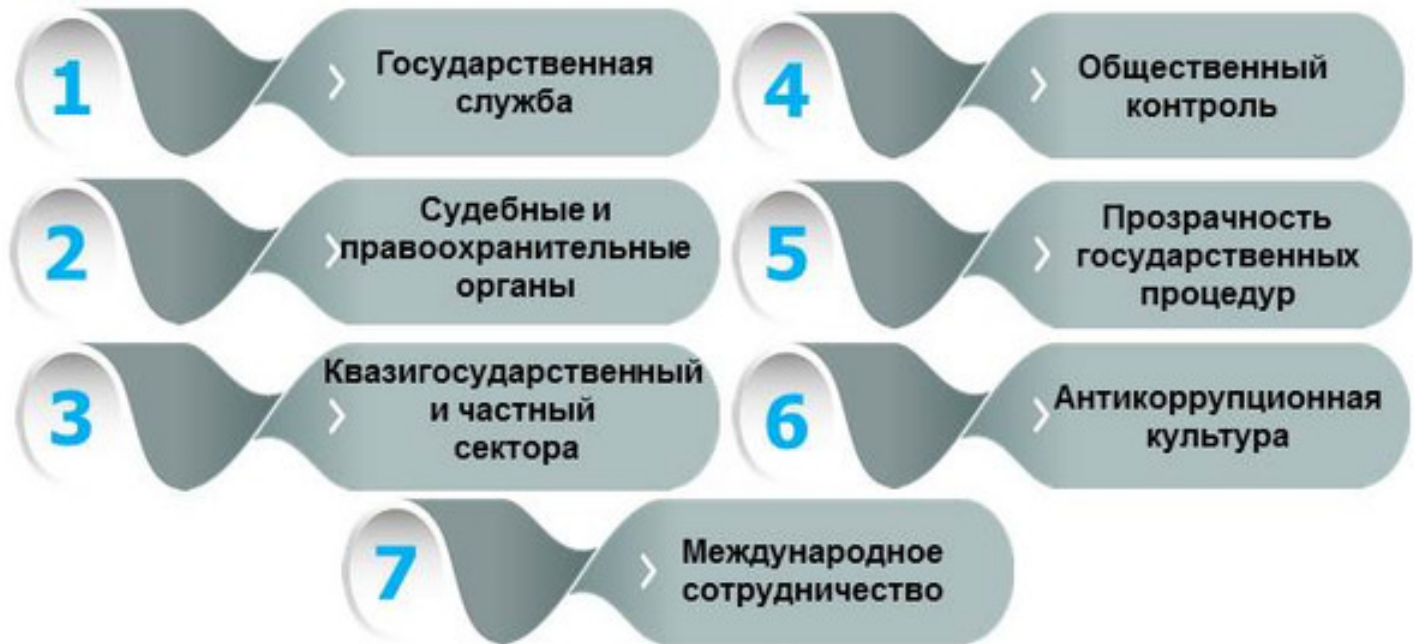 1
Государственная
служба
2
Судебные и
правоохранительные
органы
3
Квазигосударственный
и частный
сектора
4
Общественный
контроль
5
Прозрачность
государственных
процедур
6
Антикоррупционная
культура
7
Международное
сотрудничество